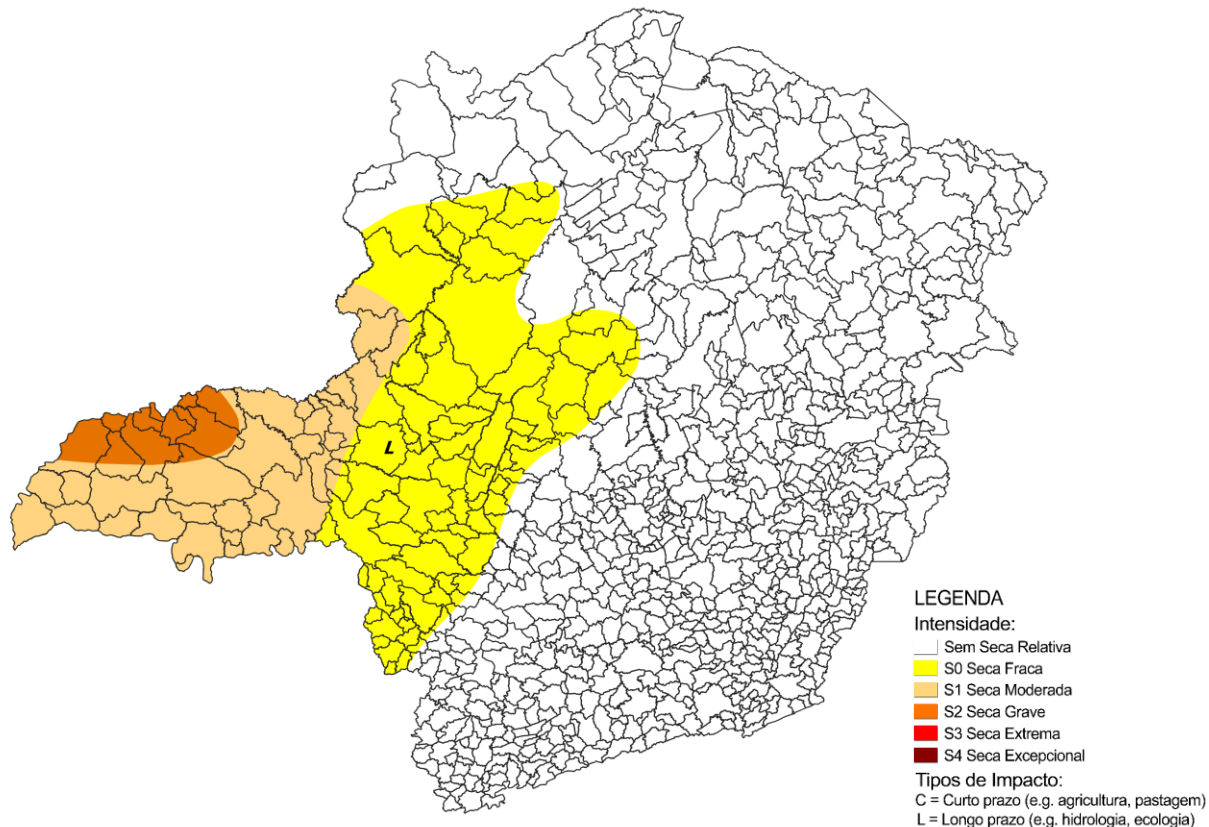 L
LEGENDA
Intensidade:
Sem Seca Relativa
S0 Seca Fraca
S1 Seca Moderada
S2 Seca Grave
S3 Seca Extrema
S4 Seca Excepcional
Tipos de Impacto:
C = Curto prazo (e.g. agricultura, pastagem)
L = Longo prazo (e.g. hidrologia, ecologia)